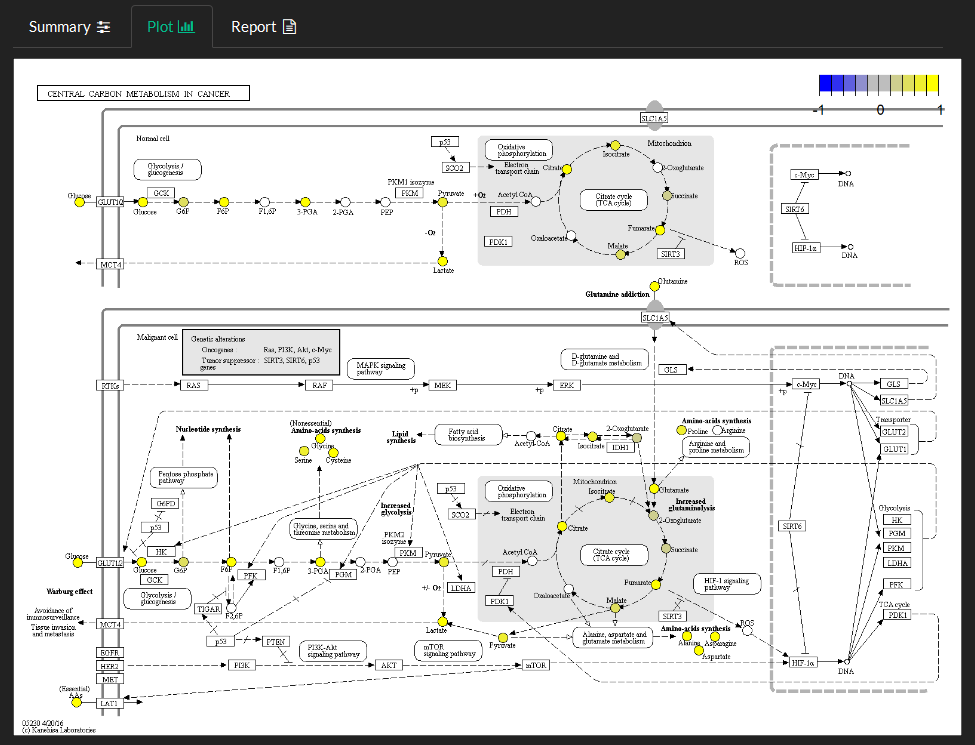 Summary
Plot
Report
CENTRAL CARBON METABOLISM IN CANCER
-1 0 1
SLC1A5
Normal cell
Glycolysis /
glucogenesis
Glucose
GLUT1/2
Glucose
GCK
G6P
F6P
F1,6P
3-PGA
2-PGA
PEP
PKM1 isozyme
PKM
Pyruvate
+O2
-O2
Lactate
MCT4
p53
SCO2
Oxidative
phosphorylation
Electron
transport chain
Mitochondrion
Acetyl CoA
PDH
PDK1
Citrate
Isocitrate
2-Oxoglutarate
Succinate
Fumarate
Malate
Oxaloacetate
Citrate cycle
(TCA cycle)
SIRT3
ROS
c-Myc
DNA
SIRT6
HIF-1α
DNA
Glutamine
Glutamine addiction
SLC1A5
Malignant cell
Genetic alterations
Oncogenes Ras, PI3K, Akt, c-Myc
Tumor suppressor : SIRT3, SIRT6, p53
genes
MAPK signaling
pathway
D-glutamine and
D-glutamate metabolism
GLS
RTKs
RAS
RAF
+p
MEK
+p
ERK
+p
c-Myc
DNA
GLS
SLC1A5
Transporter
GLUT2
GLUT1
Nucleotide synthesis
(Nonessential)
Amino-acids synthesis
Glycine
Serine
Cysteine
Lipid
synthesis
Fatty acid
biosynthesis
Acetyl-CoA
Citrate
Isocitrate
2-Oxoglutarate
IDH1
Amino-acids synthesis
Proline
Arginine
Arginine and
proline metabolism
Pentose phosphate
pathway
G6PD
p53
HK
Glycine, serine and
threonine metabolism
Increased
glycolysis
PKM2
isozyme
PKM
p53
SCO2
Oxidative
phosphorylation
Electron
transport chain
Mitochondrion
Isocitrate
Glutamate
Increased
glutaminolysis
2-Oxoglutarate
Citrate
Succinate
Citrate cycle
(TCA cycle)
Fumarate
Malate
Oxaloacetate
Acetyl CoA
PDH
PDK1
SIRT6
Glycolysis
HK
PGM
PKM
LDHA
PFK
TCA cycle
PDK1
Glucose
GLUT1/2
Glucose
GCK
G6P
F6P
PFK
F1,6P
3-PGA
PGM
2-PGA
PEP
Pyruvate
LDHA
+/- O2
Glycolysis /
glucogenesis
TIGAR
F2,6P
Warburg effect
Avoidance of
immunosurveillance
Tissue invasion
and metastasis
MCT4
Lactate
HIF-1 signaling
pathway
SIRT3
ROS
p53
PTEN
PI3K-Akt
signaling pathway
mTOR
signaling pathway
Pyruvate
Alanine, aspartate and
glutamate metabolism
Amino-acids synthesis
Alanine
Asparagine
Aspartate
EGFR
HER2
MET
PI3K
AKT
mTOR
HIF-1α
DNA
(Essential)
AAs
LAT1
05230 4/20/16
(c) Kanehisa Laboratories